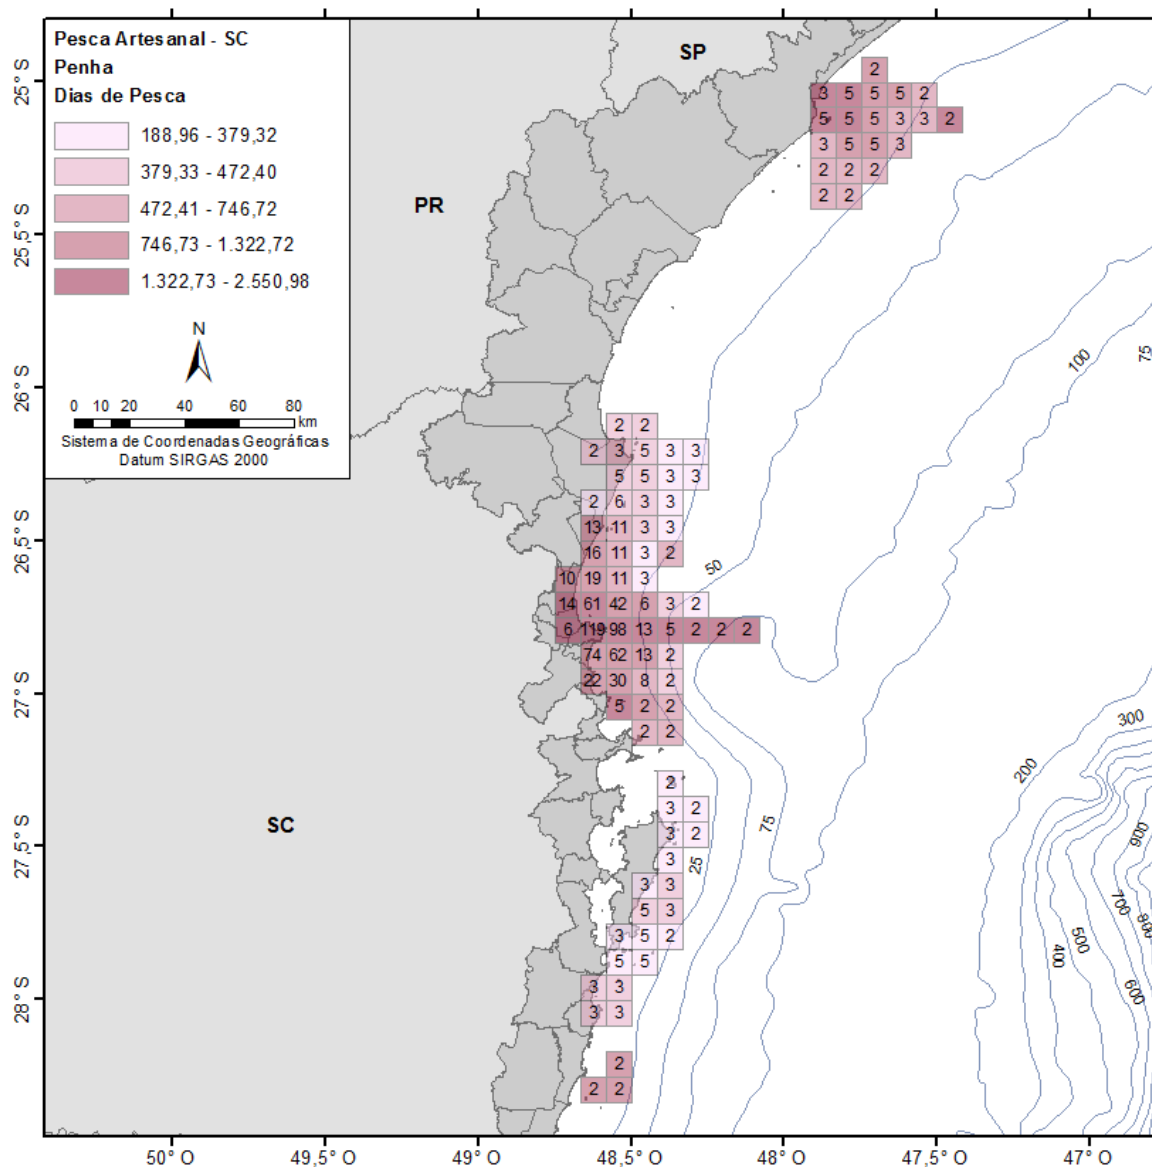 Pesca Artesanal - SC
Penha
Dias de Pesca
188,96 - 379,32
379,33 - 472,40
472,41 - 746,72
746,73 - 1.322,72
1.322,73 - 2.550,98
N
0 10 20 40 60 80
km
Sistema de Coordenadas Geográficas
Datum SIRGAS 2000
SP
PR
SC
25° S
25,5° S
26° S
26,5° S
27° S
27,5° S
28° S
2
3 5 5 5 2
5 5 5 3 3 2
3 5 5 3
2 2 2
2 2
2 2
2 3 5 3 3
5 5 3 3
2 6 3 3
13 11 3 3
16 11 3 2
10 19 11 3
14 61 42 6 3 2
6 119 98 13 5 2 2 2
74 62 13 2
22 30 8 2
5 2 2
2 2
2
3 2
3 2
3
3 3
5 3
3 5 2
5 5
3 3
3 3
2
2 2
100
75
50
300
200
75
25
900
700
800
500
400
600
50° O
49,5° O
49° O
48,5° O
48° O
47,5° O
47° O